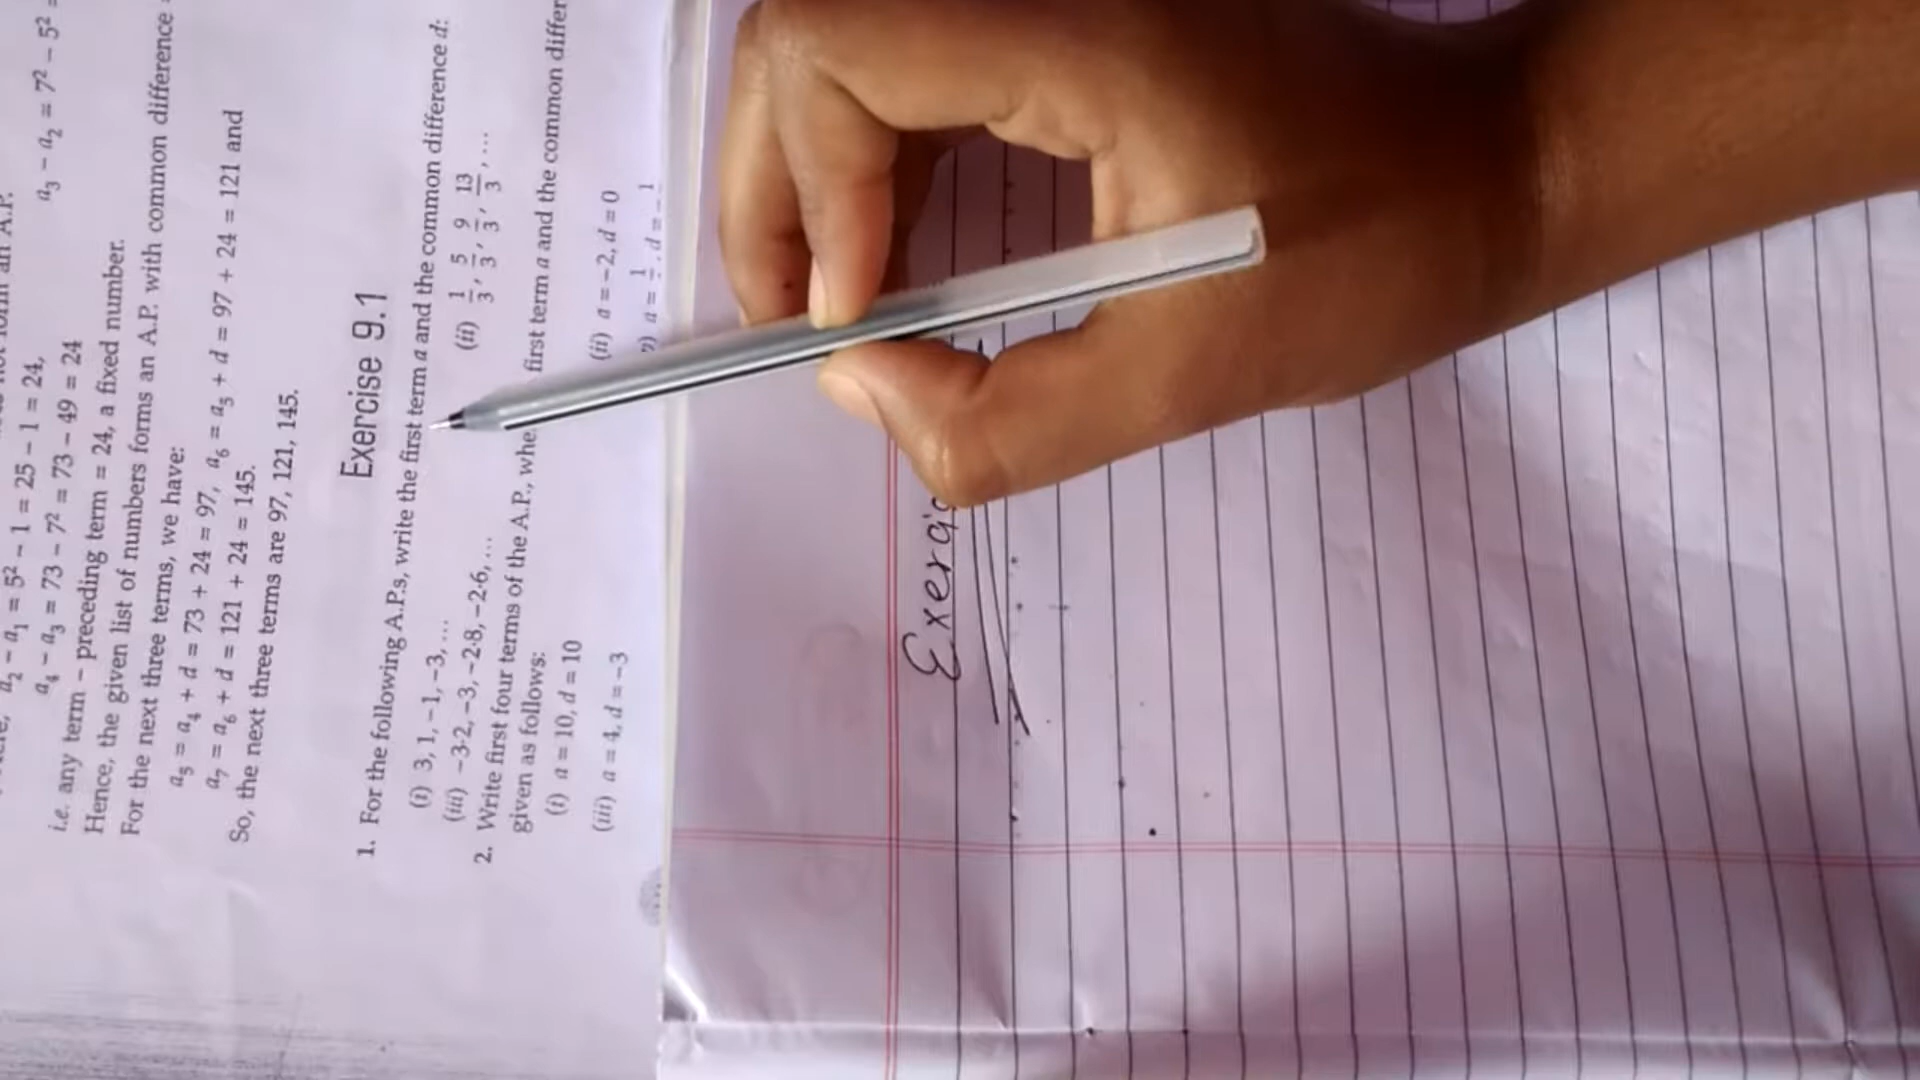 a₃ − a₂ = 7² − 5² =
a₂ − a₁ = 5² − 1 = 25 − 1 = 24,
a₄ − a₃ = 73 − 7² = 73 − 49 = 24
i.e. any term − preceding term = 24, a fixed number.
Hence, the given list of numbers forms an A.P. with common difference
For the next three terms, we have:
a₅ = a₄ + d = 73 + 24 = 97, a₆ = a₅ + d = 97 + 24 = 121 and
a₇ = a₆ + d = 121 + 24 = 145.
So, the next three terms are 97, 121, 145.
Exercise 9.1
1. For the following A.P.s, write the first term a and the common difference d:
(i) 3, 1, −1, −3, ...
(ii) 1/3, 5/3, 9/3, 13/3, ...
(iii) −3·2, −3, −2·8, −2·6, ...
2. Write first four terms of the A.P., first term a and the common
given as follows:
(i) a = 10, d = 10
(ii) a = −2, d = 0
(iii) a = 4, d = −3
a = d = −